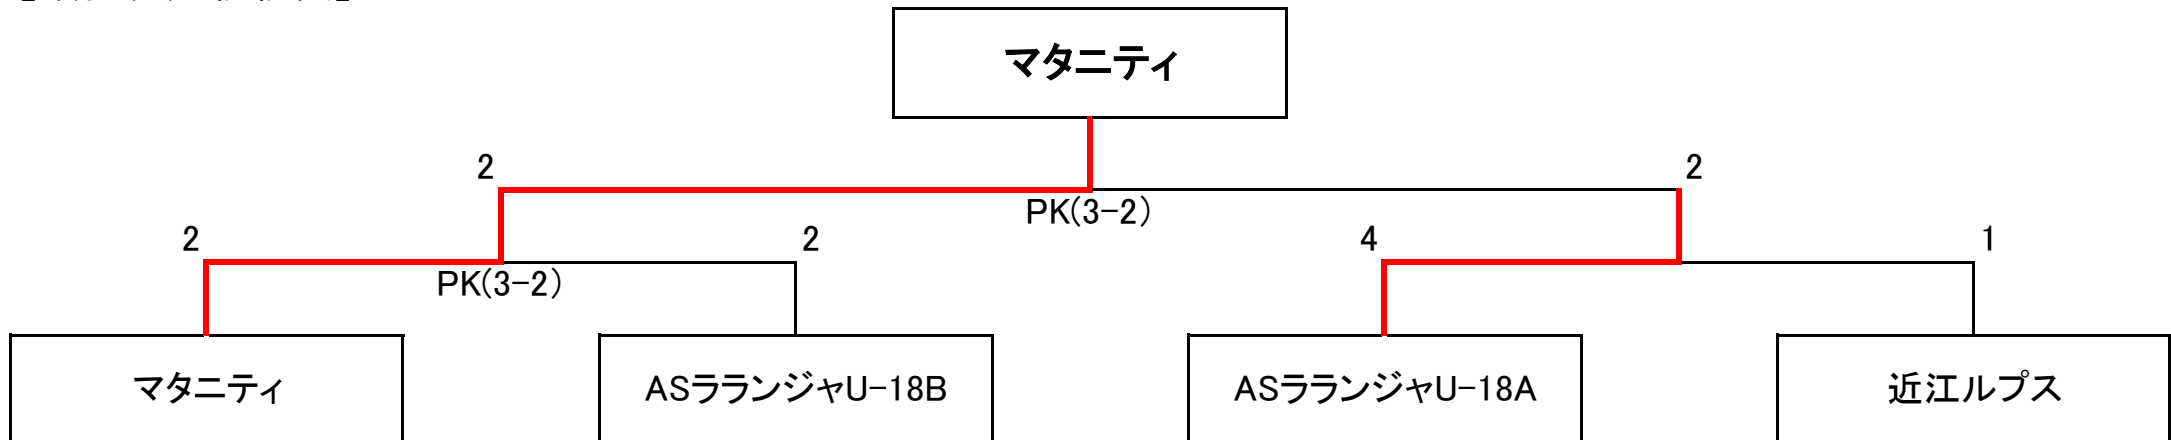 マタニティ
2 2
PK(3-2)
2 2 4 1
PK(3-2)
マタニティ ASラランジャU-18B ASラランジャU-18A 近江ルプス